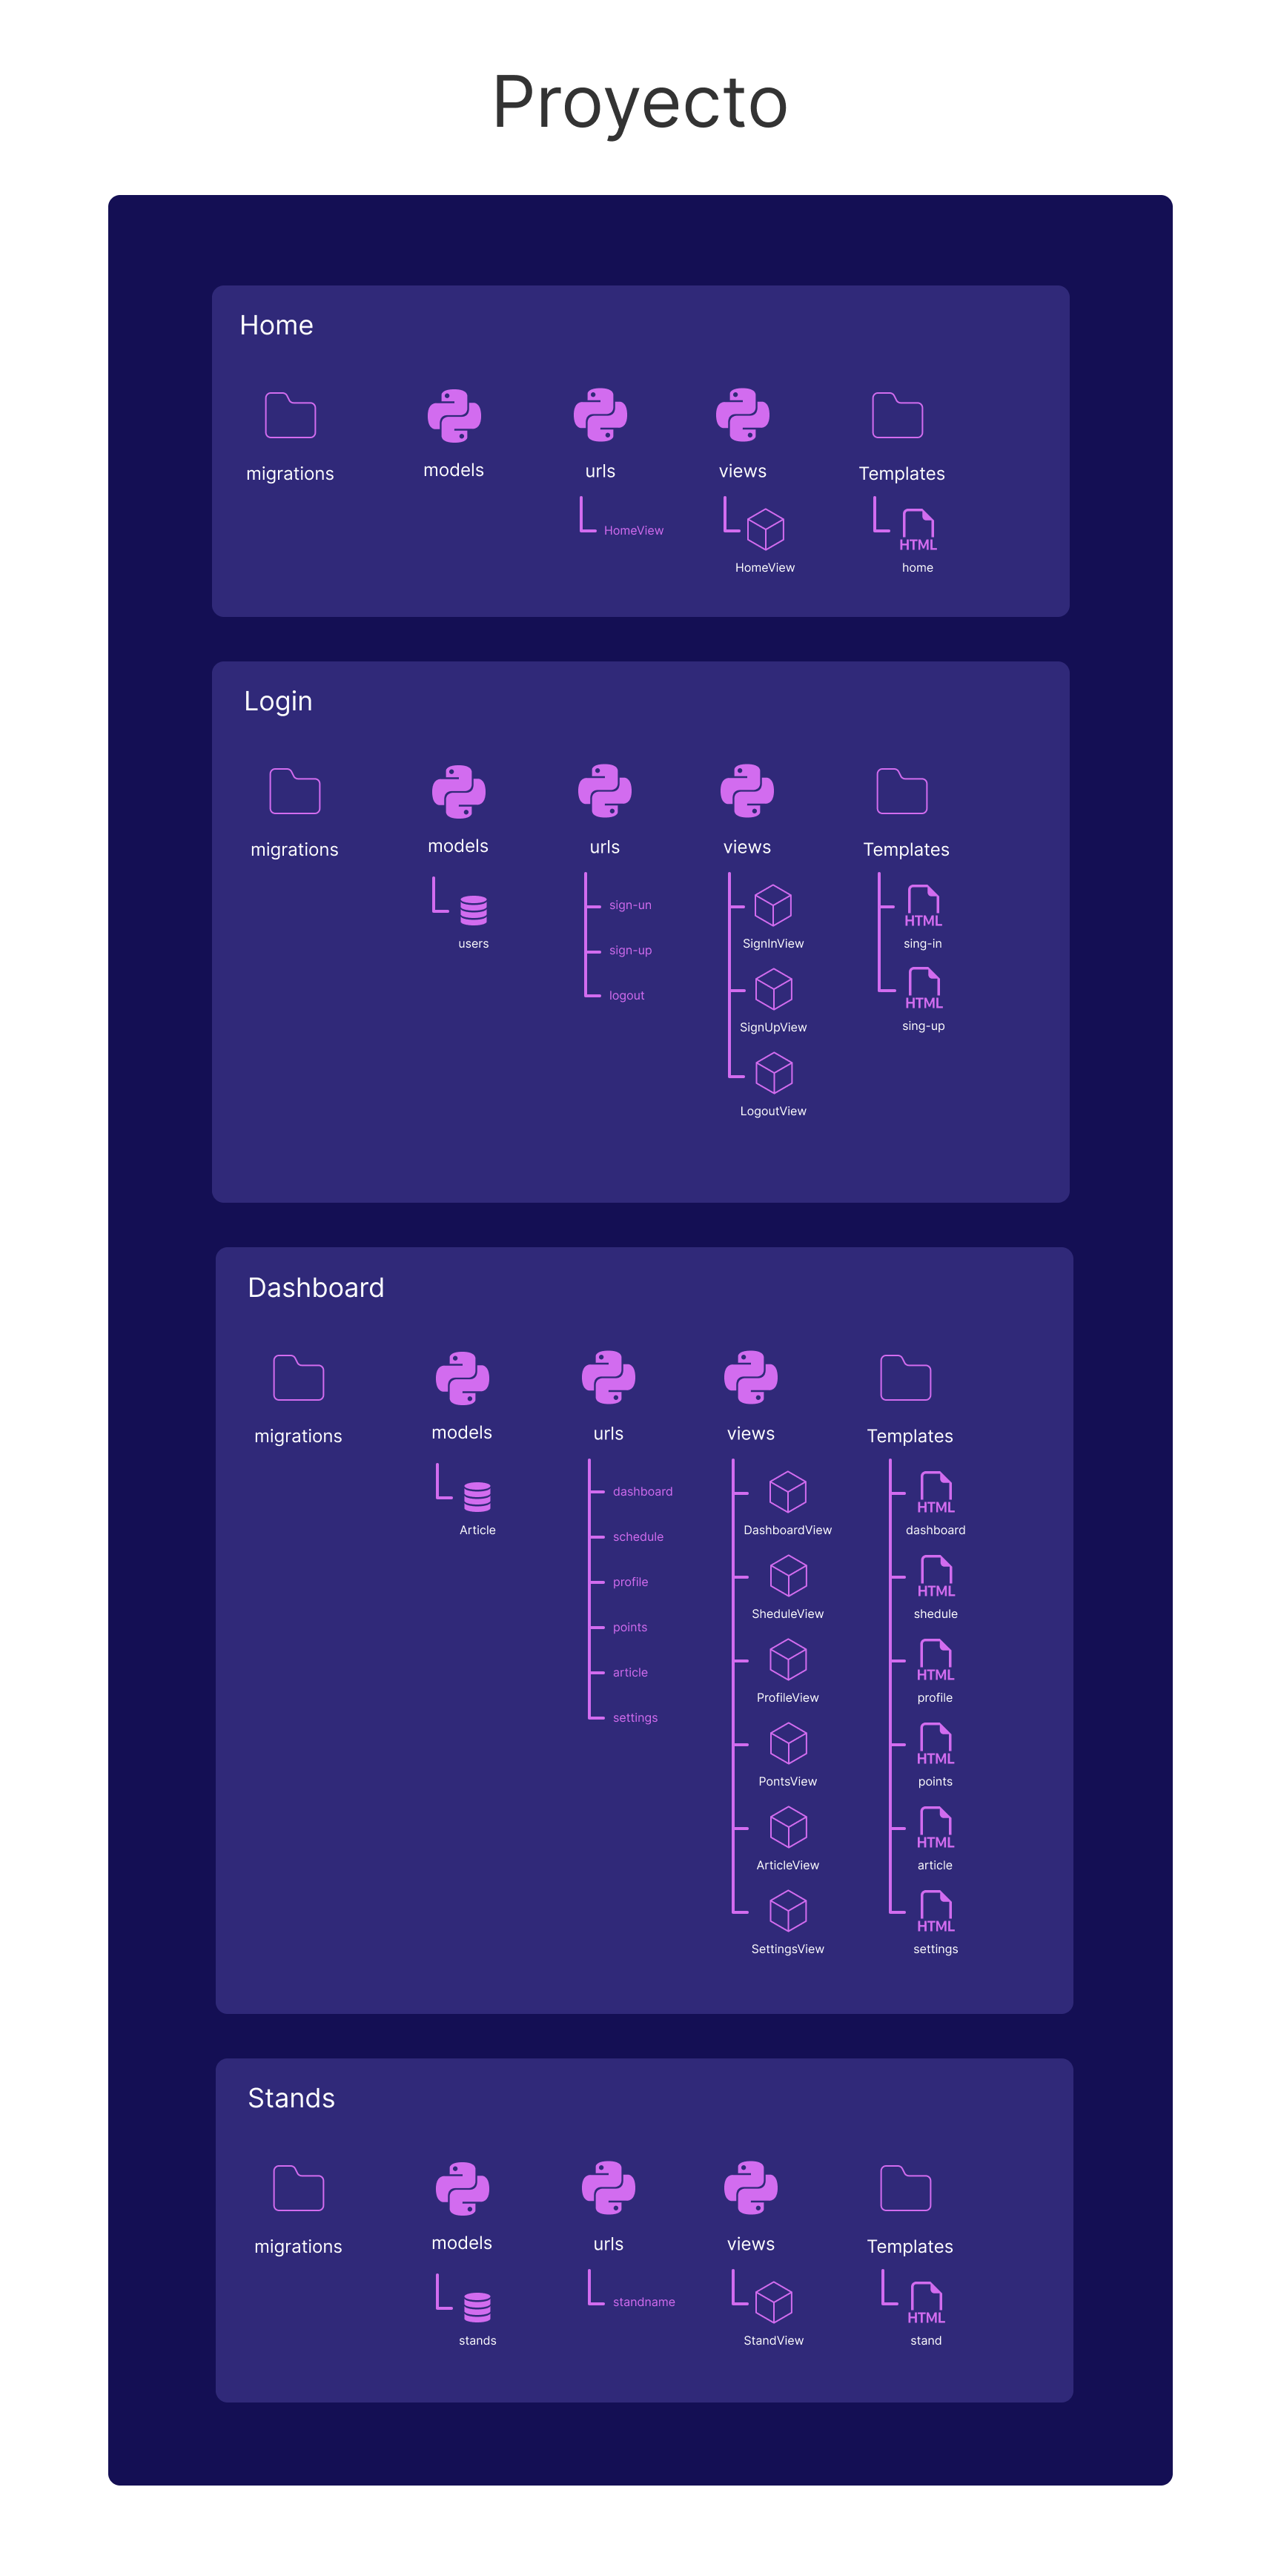 Proyecto
Home
migrations
models
urls
views
Templates
HomeView
HTML
HomeView
home
Login
migrations
models
urls
views
Templates
sign-un
sign-up
logout
users
SignInView
SignUpView
LogoutView
HTML
sing-in
HTML
sing-up
Dashboard
migrations
models
urls
views
Templates
Article
dashboard
schedule
profile
points
article
settings
DashboardView
SheduleView
ProfileView
PontsView
ArticleView
SettingsView
HTML
dashboard
HTML
shedule
HTML
profile
HTML
points
HTML
article
HTML
settings
Stands
migrations
models
urls
views
Templates
stands
standname
StandView
HTML
stand